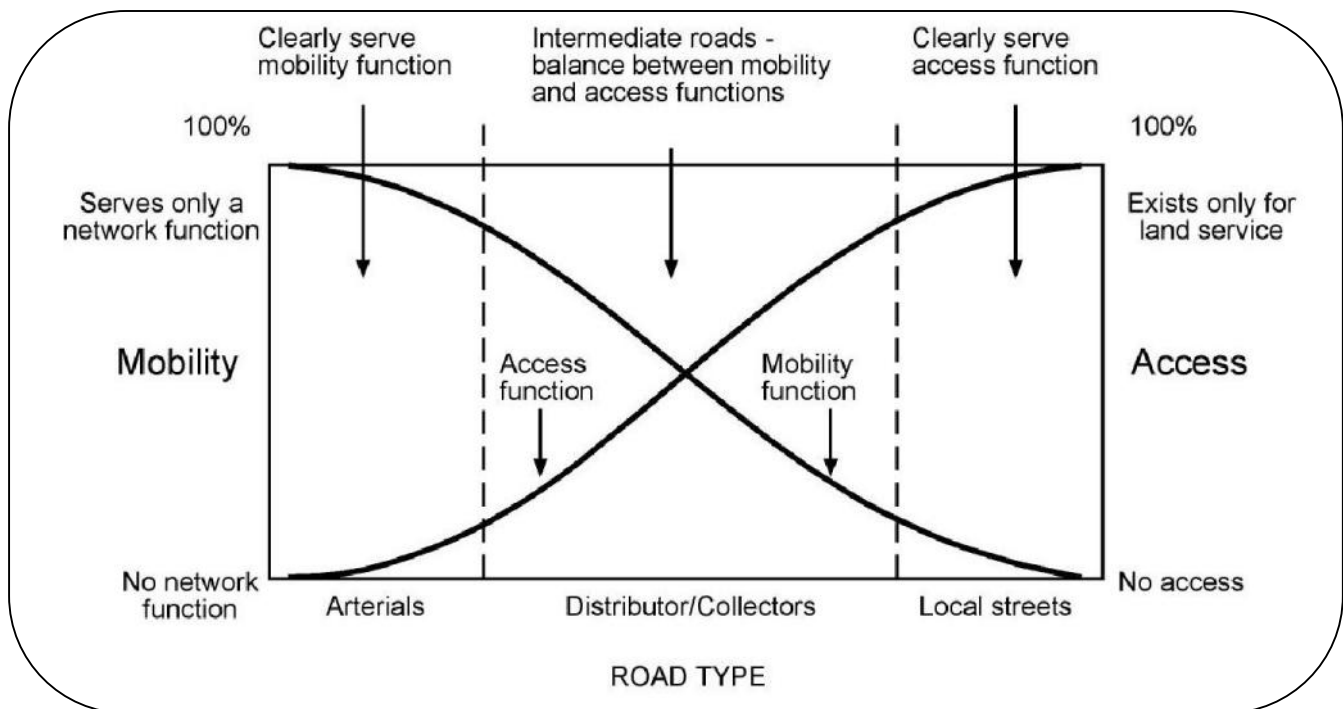 Clearly serve
mobility function
Intermediate roads -
balance between mobility
and access functions
Clearly serve
access function
100%
100%
Serves only a
network function
Exists only for
land service
Mobility
Access
function
Mobility
function
Access
No network
function
No access
Arterials
Distributor/Collectors
Local streets
ROAD TYPE